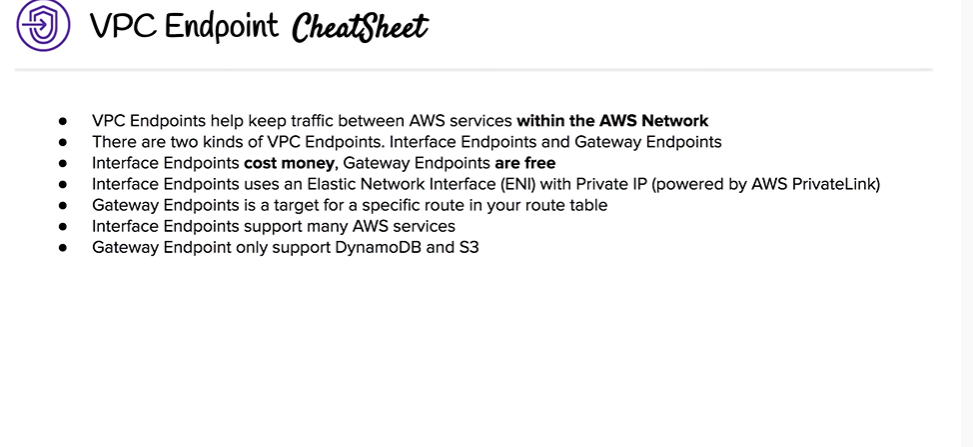 VPC Endpoint CheatSheet
● VPC Endpoints help keep traffic between AWS services within the AWS Network
● There are two kinds of VPC Endpoints. Interface Endpoints and Gateway Endpoints
● Interface Endpoints cost money, Gateway Endpoints are free
● Interface Endpoints uses an Elastic Network Interface (ENI) with Private IP (powered by AWS PrivateLink)
● Gateway Endpoints is a target for a specific route in your route table
● Interface Endpoints support many AWS services
● Gateway Endpoint only support DynamoDB and S3